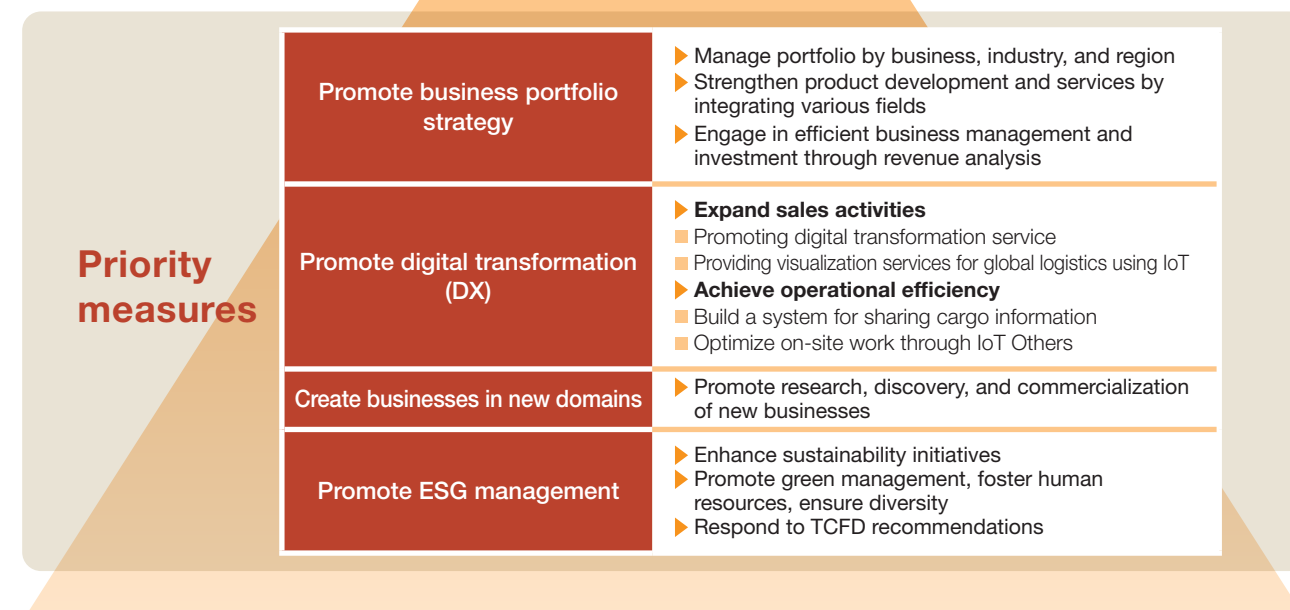 Priority
measures
Promote business portfolio
strategy
▶ Manage portfolio by business, industry, and region
▶ Strengthen product development and services by
integrating various fields
▶ Engage in efficient business management and
investment through revenue analysis
Promote digital transformation
(DX)
▶ Expand sales activities
■ Promoting digital transformation service
■ Providing visualization services for global logistics using IoT
▶ Achieve operational efficiency
■ Build a system for sharing cargo information
■ Optimize on-site work through IoT Others
Create businesses in new domains
▶ Promote research, discovery, and commercialization
of new businesses
Promote ESG management
▶ Enhance sustainability initiatives
▶ Promote green management, foster human
resources, ensure diversity
▶ Respond to TCFD recommendations